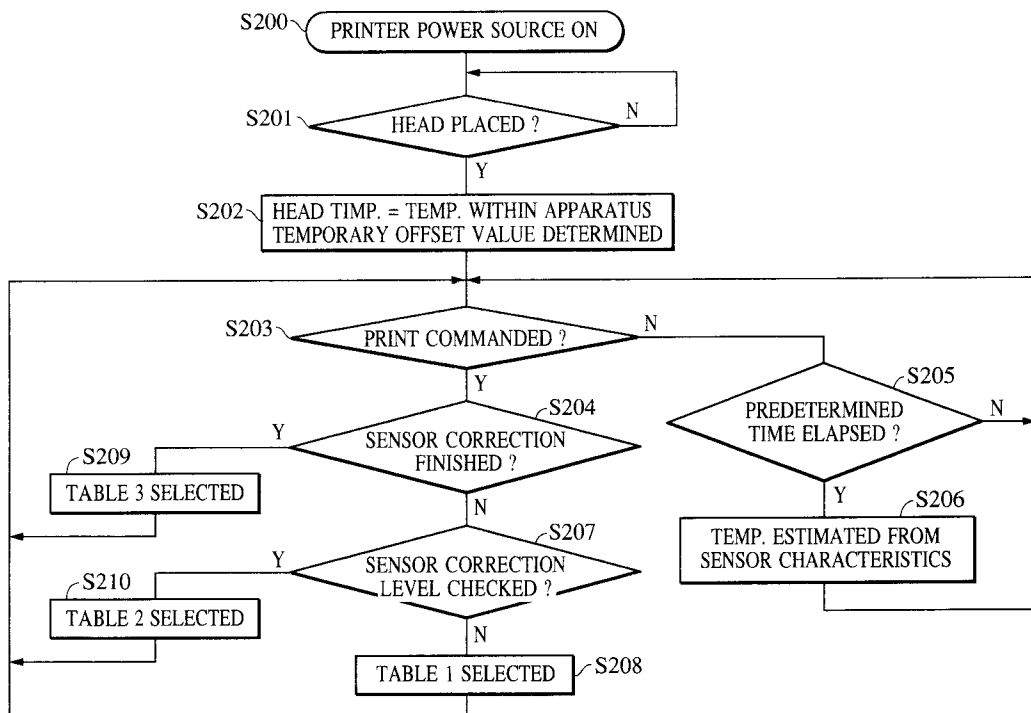 S200
PRINTER POWER SOURCE ON
S201
HEAD PLACED ?
N
Y
S202
HEAD TIMP. = TEMP. WITHIN APPARATUS
TEMPORARY OFFSET VALUE DETERMINED
S203
PRINT COMMANDED ?
N
Y
S205
PREDETERMINED
TIME ELAPSED ?
N
Y
S204
SENSOR CORRECTION
FINISHED ?
Y
N
S209
TABLE 3 SELECTED
S206
TEMP. ESTIMATED FROM
SENSOR CHARACTERISTICS
S207
SENSOR CORRECTION
LEVEL CHECKED ?
Y
N
S210
TABLE 2 SELECTED
TABLE 1 SELECTED
S208